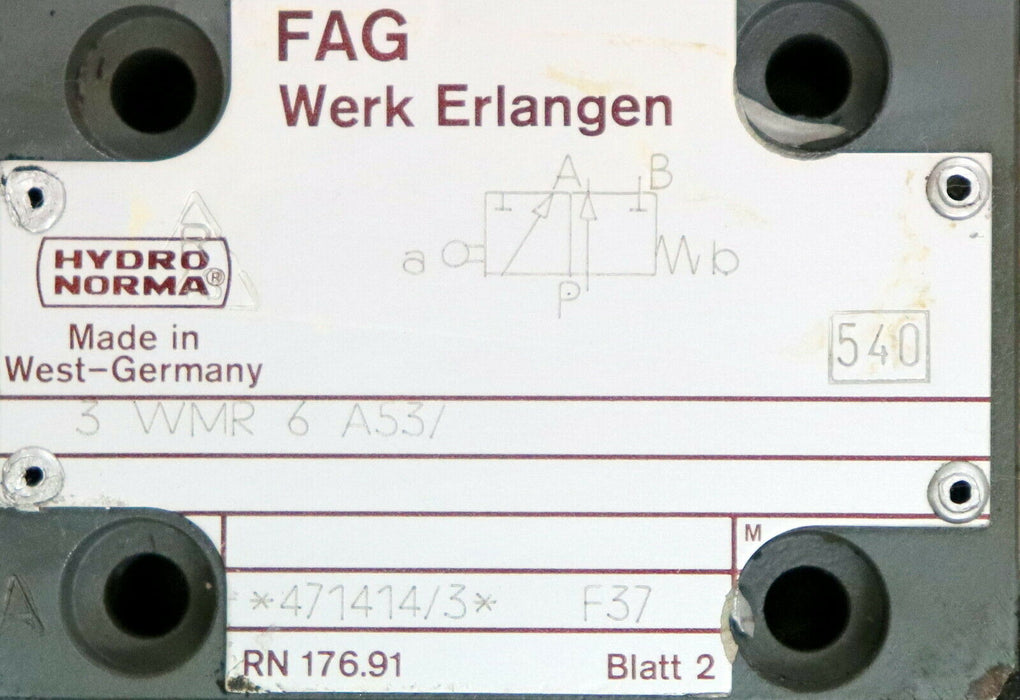 FAG
Werk Erlangen
A B
a b
P
HYDRO
NORMA®
Made in
West-Germany
540
3 WMR 6 A53/
M
*471414/3* F37
RN 176.91 Blatt 2
A